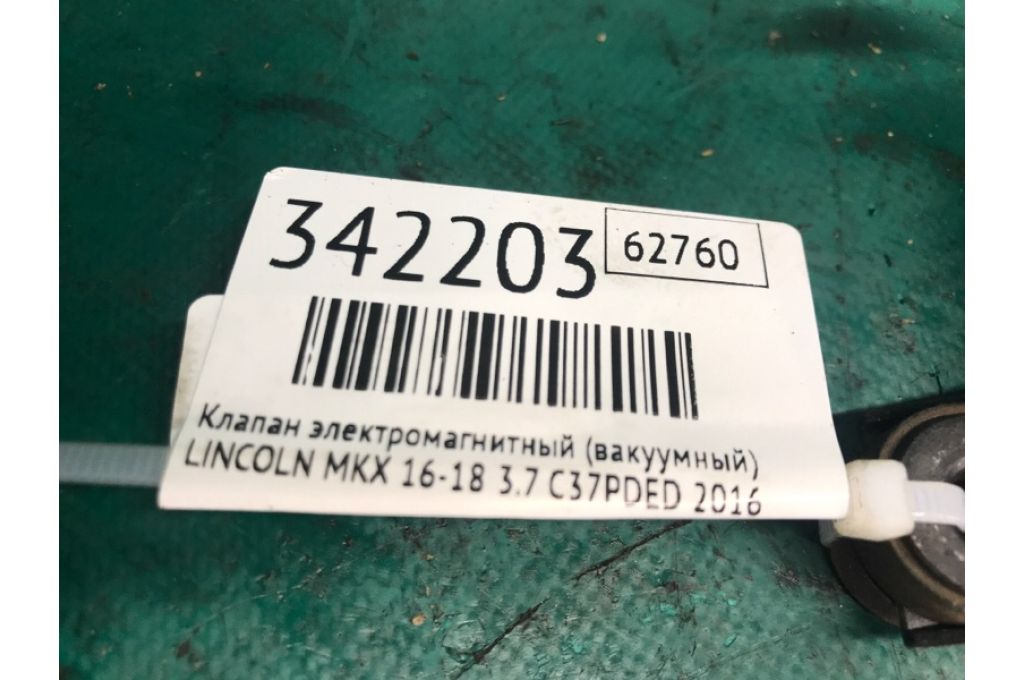 342203
62760
Клапан электромагнитный (вакуумный)
LINCOLN MKX 16-18 3.7 C37PDED 2016